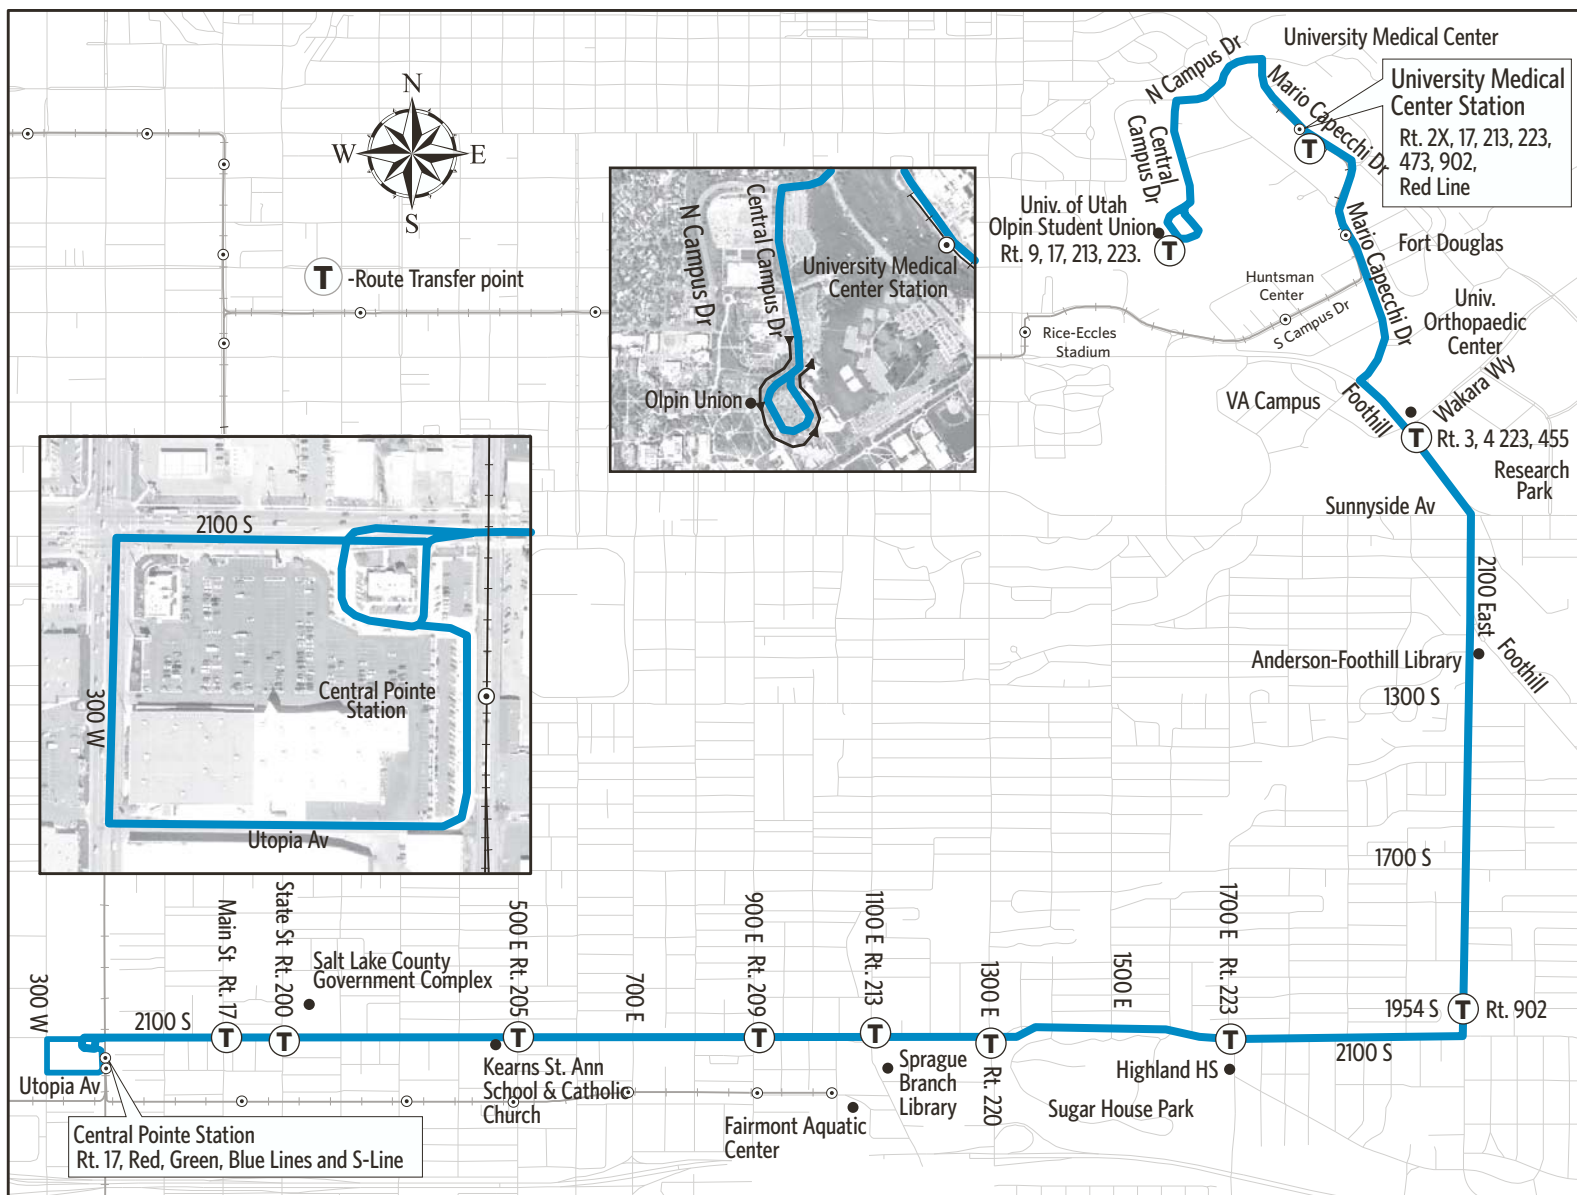 University Medical Center
N Campus Dr
Mario Capecchi Dr
University Medical
Center Station
Rt. 2X, 17, 213, 223,
473, 902,
Red Line
Central
Campus Dr
N
W
E
S
T -Route Transfer point
Univ. of Utah
Olpin Student Union
Rt. 9, 17, 213, 223.
T
T
Mario Capecchi Dr
Fort Douglas
Huntsman
Center
S Campus Dr
Rice-Eccles
Stadium
Univ.
Orthopaedic
Center
Wakara Wy
VA Campus
Foothill
T
Rt. 3, 4 223, 455
Research
Park
Sunnyside Av
2100 East
Foothill
Anderson-Foothill Library
1300 S
1700 S
N Campus Dr
Central Campus Dr
University Medical
Center Station
Olpin Union
2100 S
300 W
Central Pointe
Station
Utopia Av
300 W
2100 S
Main St Rt. 17
T
State St Rt. 200
T
Salt Lake County
Government Complex
500 E Rt. 205
T
700 E
900 E Rt. 209
T
1100 E Rt. 213
T
1300 E
T
Rt. 220
1500 E
1700 E Rt. 223
T
1954 S
T
Rt. 902
2100 S
Utopia Av
Kearns St. Ann
School & Catholic
Church
Fairmont Aquatic
Center
Sprague
Branch
Library
Sugar House Park
Highland HS
Central Pointe Station
Rt. 17, Red, Green, Blue Lines and S-Line